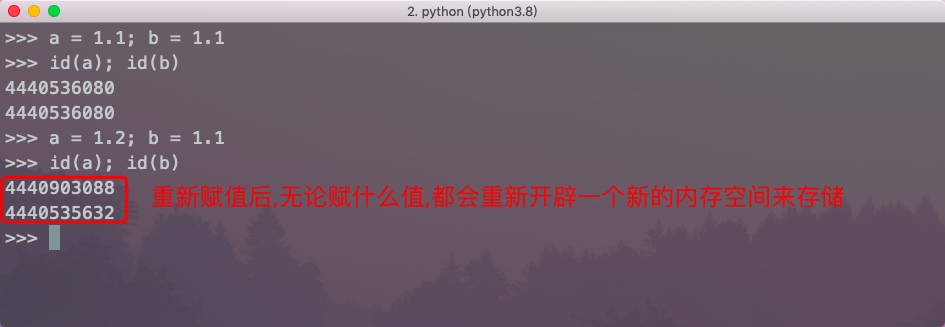 2. python (python3.8)
>>> a = 1.1; b = 1.1
>>> id(a); id(b)
4440536080
4440536080
>>> a = 1.2; b = 1.1
>>> id(a); id(b)
4440903088
重新赋值后,无论赋什么值,都会重新开辟一个新的内存空间来存储
4440535632
>>>